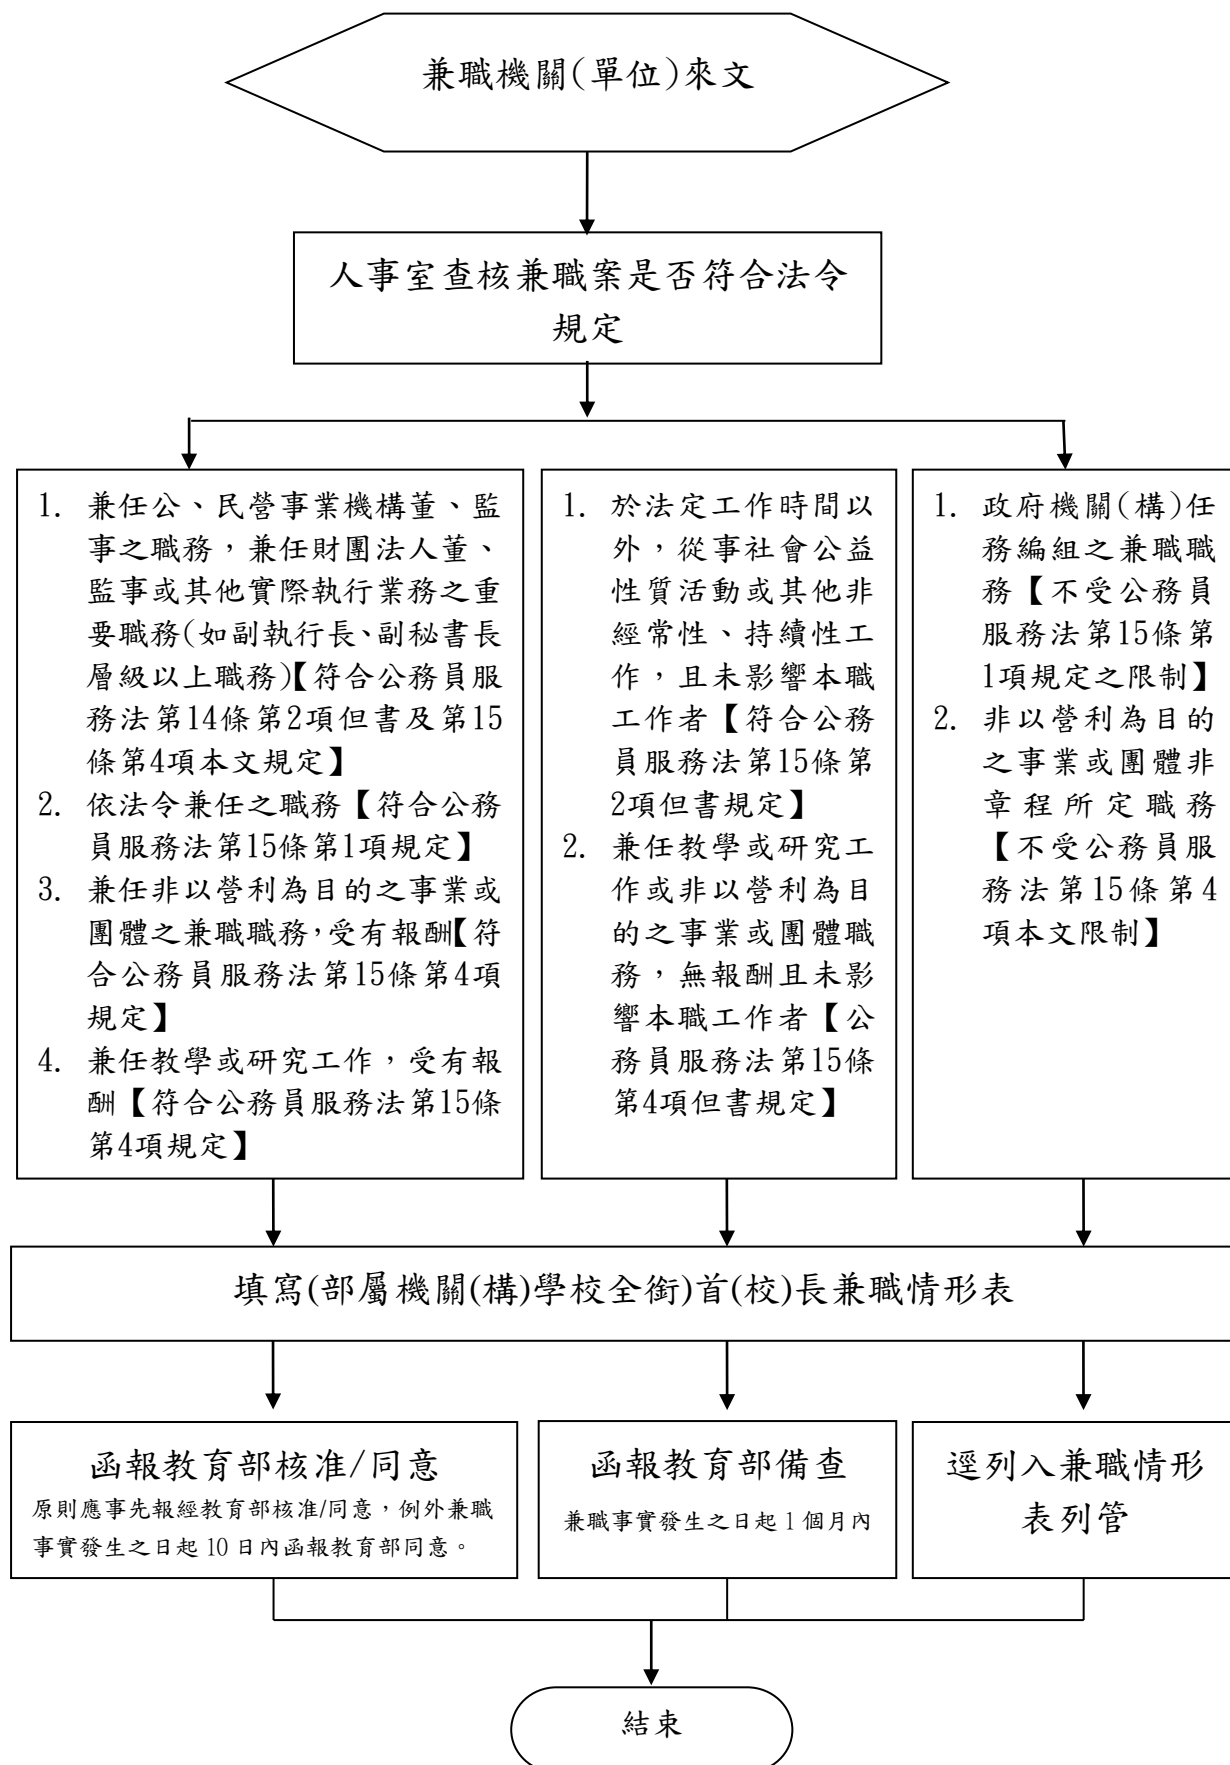 兼職機關(單位)來文
人事室查核兼職案是否符合法令
規定
1. 兼任公、民營事業機構董、監
事之職務，兼任財團法人董、
監事或其他實際執行業務之重
要職務(如副執行長、副秘書長
層級以上職務)【符合公務員服
務法第14條第2項但書及第15
條第4項本文規定】
2. 依法令兼任之職務【符合公務
員服務法第15條第1項規定】
3. 兼任非以營利為目的之事業或
團體之兼職職務，受有報酬【符
合公務員服務法第15條第4項
規定】
4. 兼任教學或研究工作，受有報
酬【符合公務員服務法第15條
第4項規定】
1. 於法定工作時間以
外，從事社會公益
性質活動或其他非
經常性、持續性工
作，且未影響本職
工作者【符合公務
員服務法第15條第
2項但書規定】
2. 兼任教學或研究工
作或非以營利為目
的之事業或團體職
務，無報酬且未影
響本職工作者【公
務員服務法第15條
第4項但書規定】
1. 政府機關(構)任
務編組之兼職職
務【不受公務員
服務法第15條第
1項規定之限制】
2. 非以營利為目的
之事業或團體非
章程所定職務
【不受公務員服
務法第15條第4
項本文限制】
填寫(部屬機關(構)學校全銜)首(校)長兼職情形表
函報教育部核准/同意
原則應事先報經教育部核准/同意，例外兼職
事實發生之日起 10 日內函報教育部同意。
函報教育部備查
兼職事實發生之日起 1 個月內
逕列入兼職情形
表列管
結束